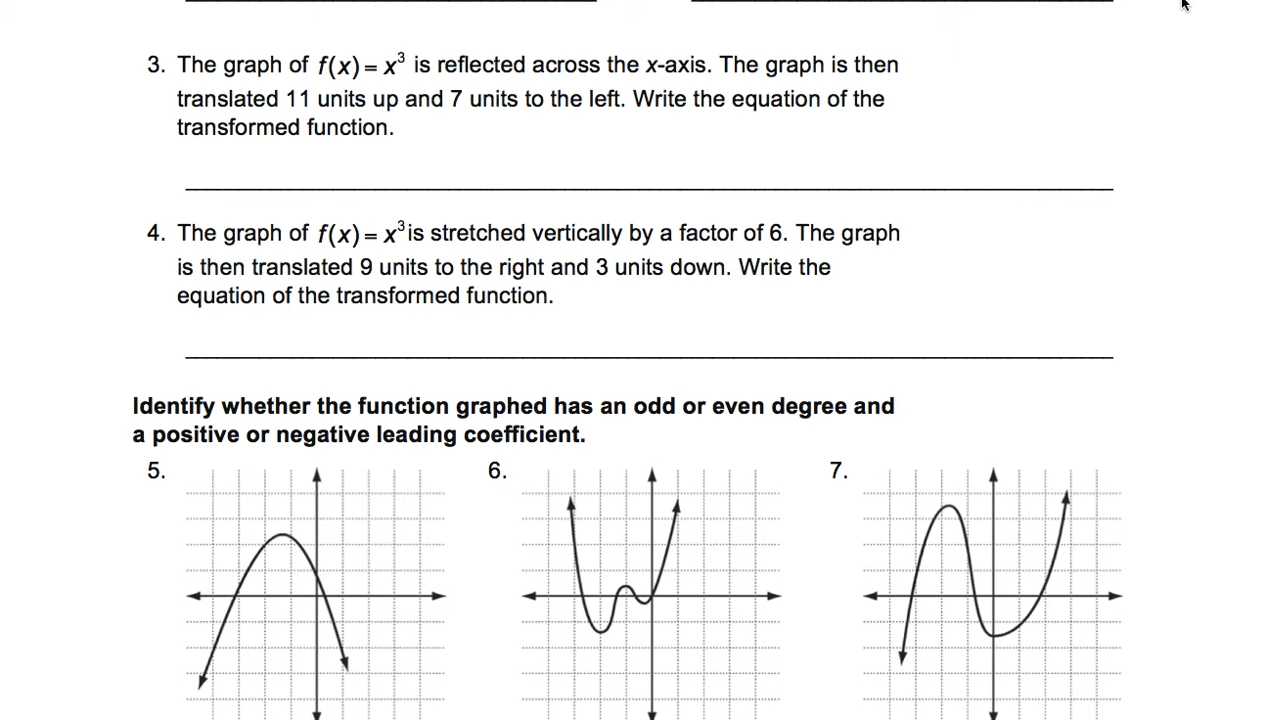 3. The graph of f(x) = x³ is reflected across the x-axis. The graph is then
translated 11 units up and 7 units to the left. Write the equation of the
transformed function.
4. The graph of f(x) = x³ is stretched vertically by a factor of 6. The graph
is then translated 9 units to the right and 3 units down. Write the
equation of the transformed function.
Identify whether the function graphed has an odd or even degree and
a positive or negative leading coefficient.
5. 6. 7.